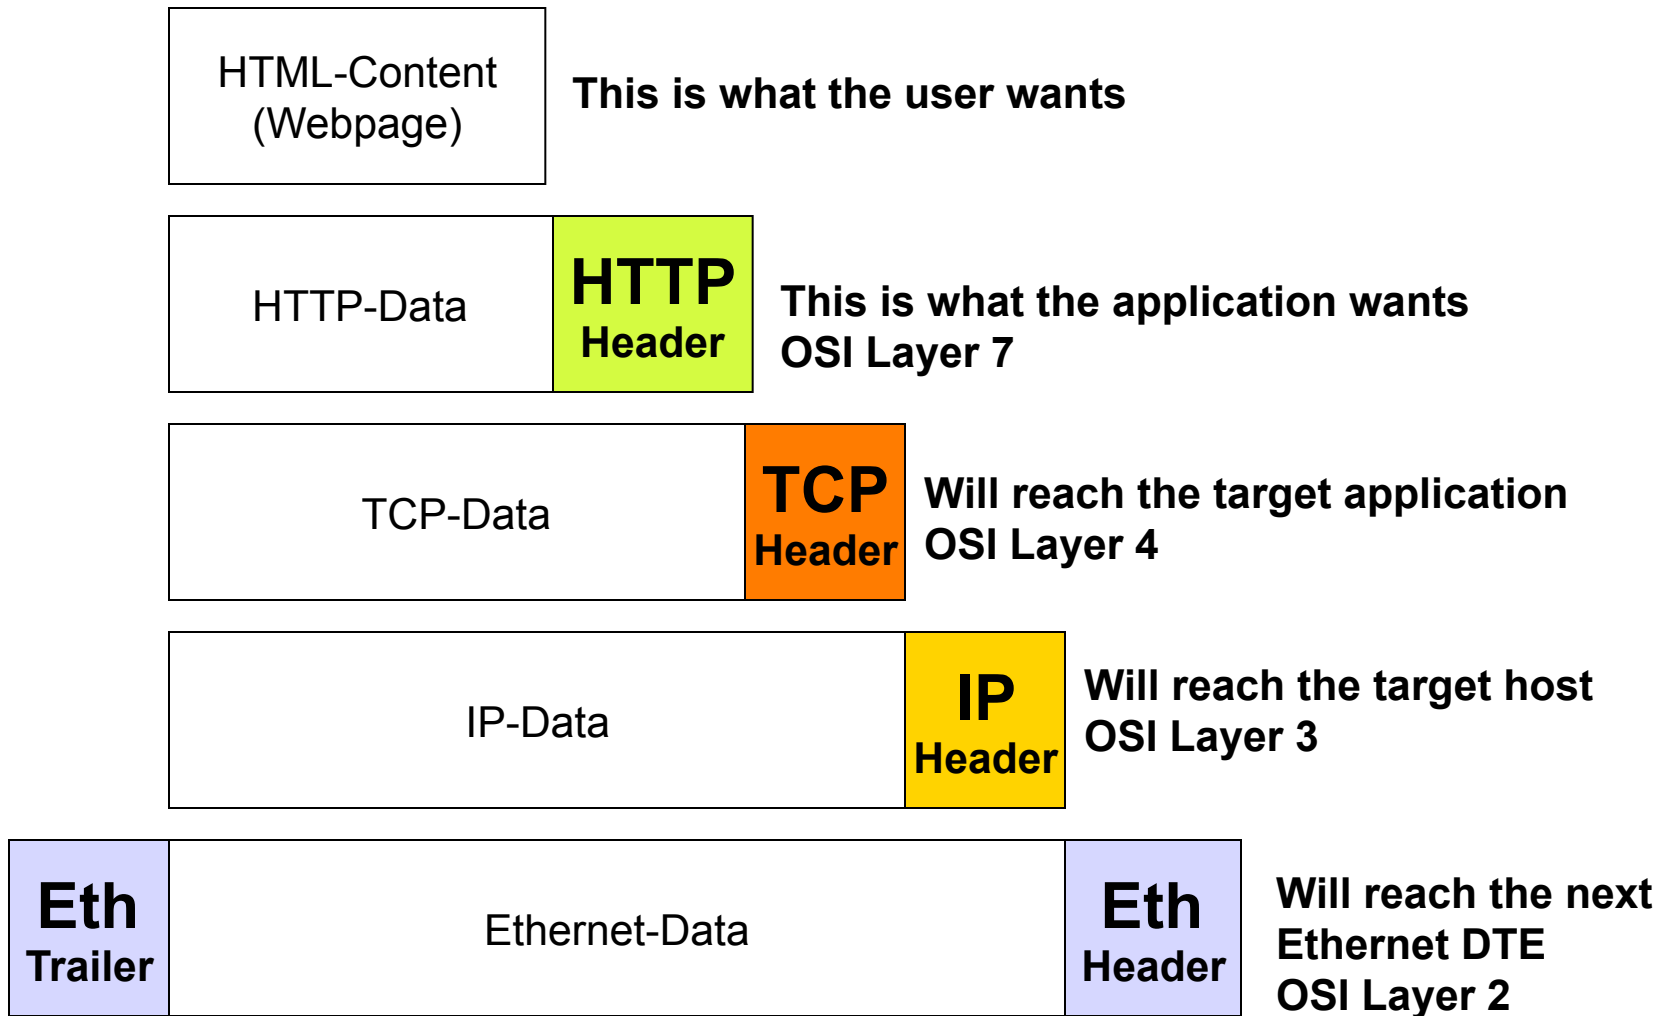 HTML-Content
(Webpage)
This is what the user wants
HTTP-Data
HTTP
Header
This is what the application wants
OSI Layer 7
TCP-Data
TCP
Header
Will reach the target application
OSI Layer 4
IP-Data
IP
Header
Will reach the target host
OSI Layer 3
Eth
Trailer
Ethernet-Data
Eth
Header
Will reach the next
Ethernet DTE
OSI Layer 2